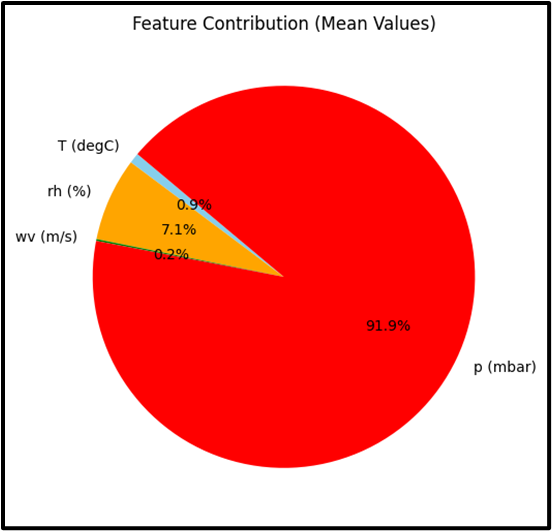 Feature Contribution (Mean Values)
T (degC)
0.9%
rh (%)
7.1%
wv (m/s)
0.2%
91.9%
p (mbar)